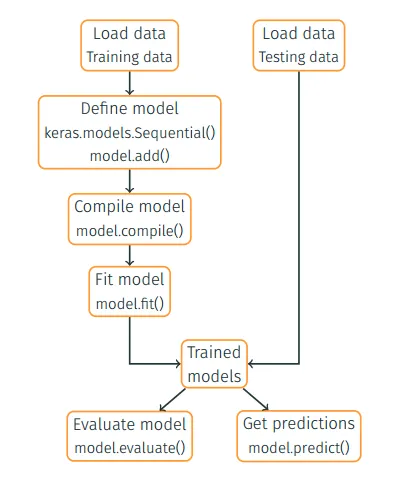 Load data
Training data
Load data
Testing data
Define model
keras.models.Sequential()
model.add()
Compile model
model.compile()
Fit model
model.fit()
Trained
models
Evaluate model
model.evaluate()
Get predictions
model.predict()